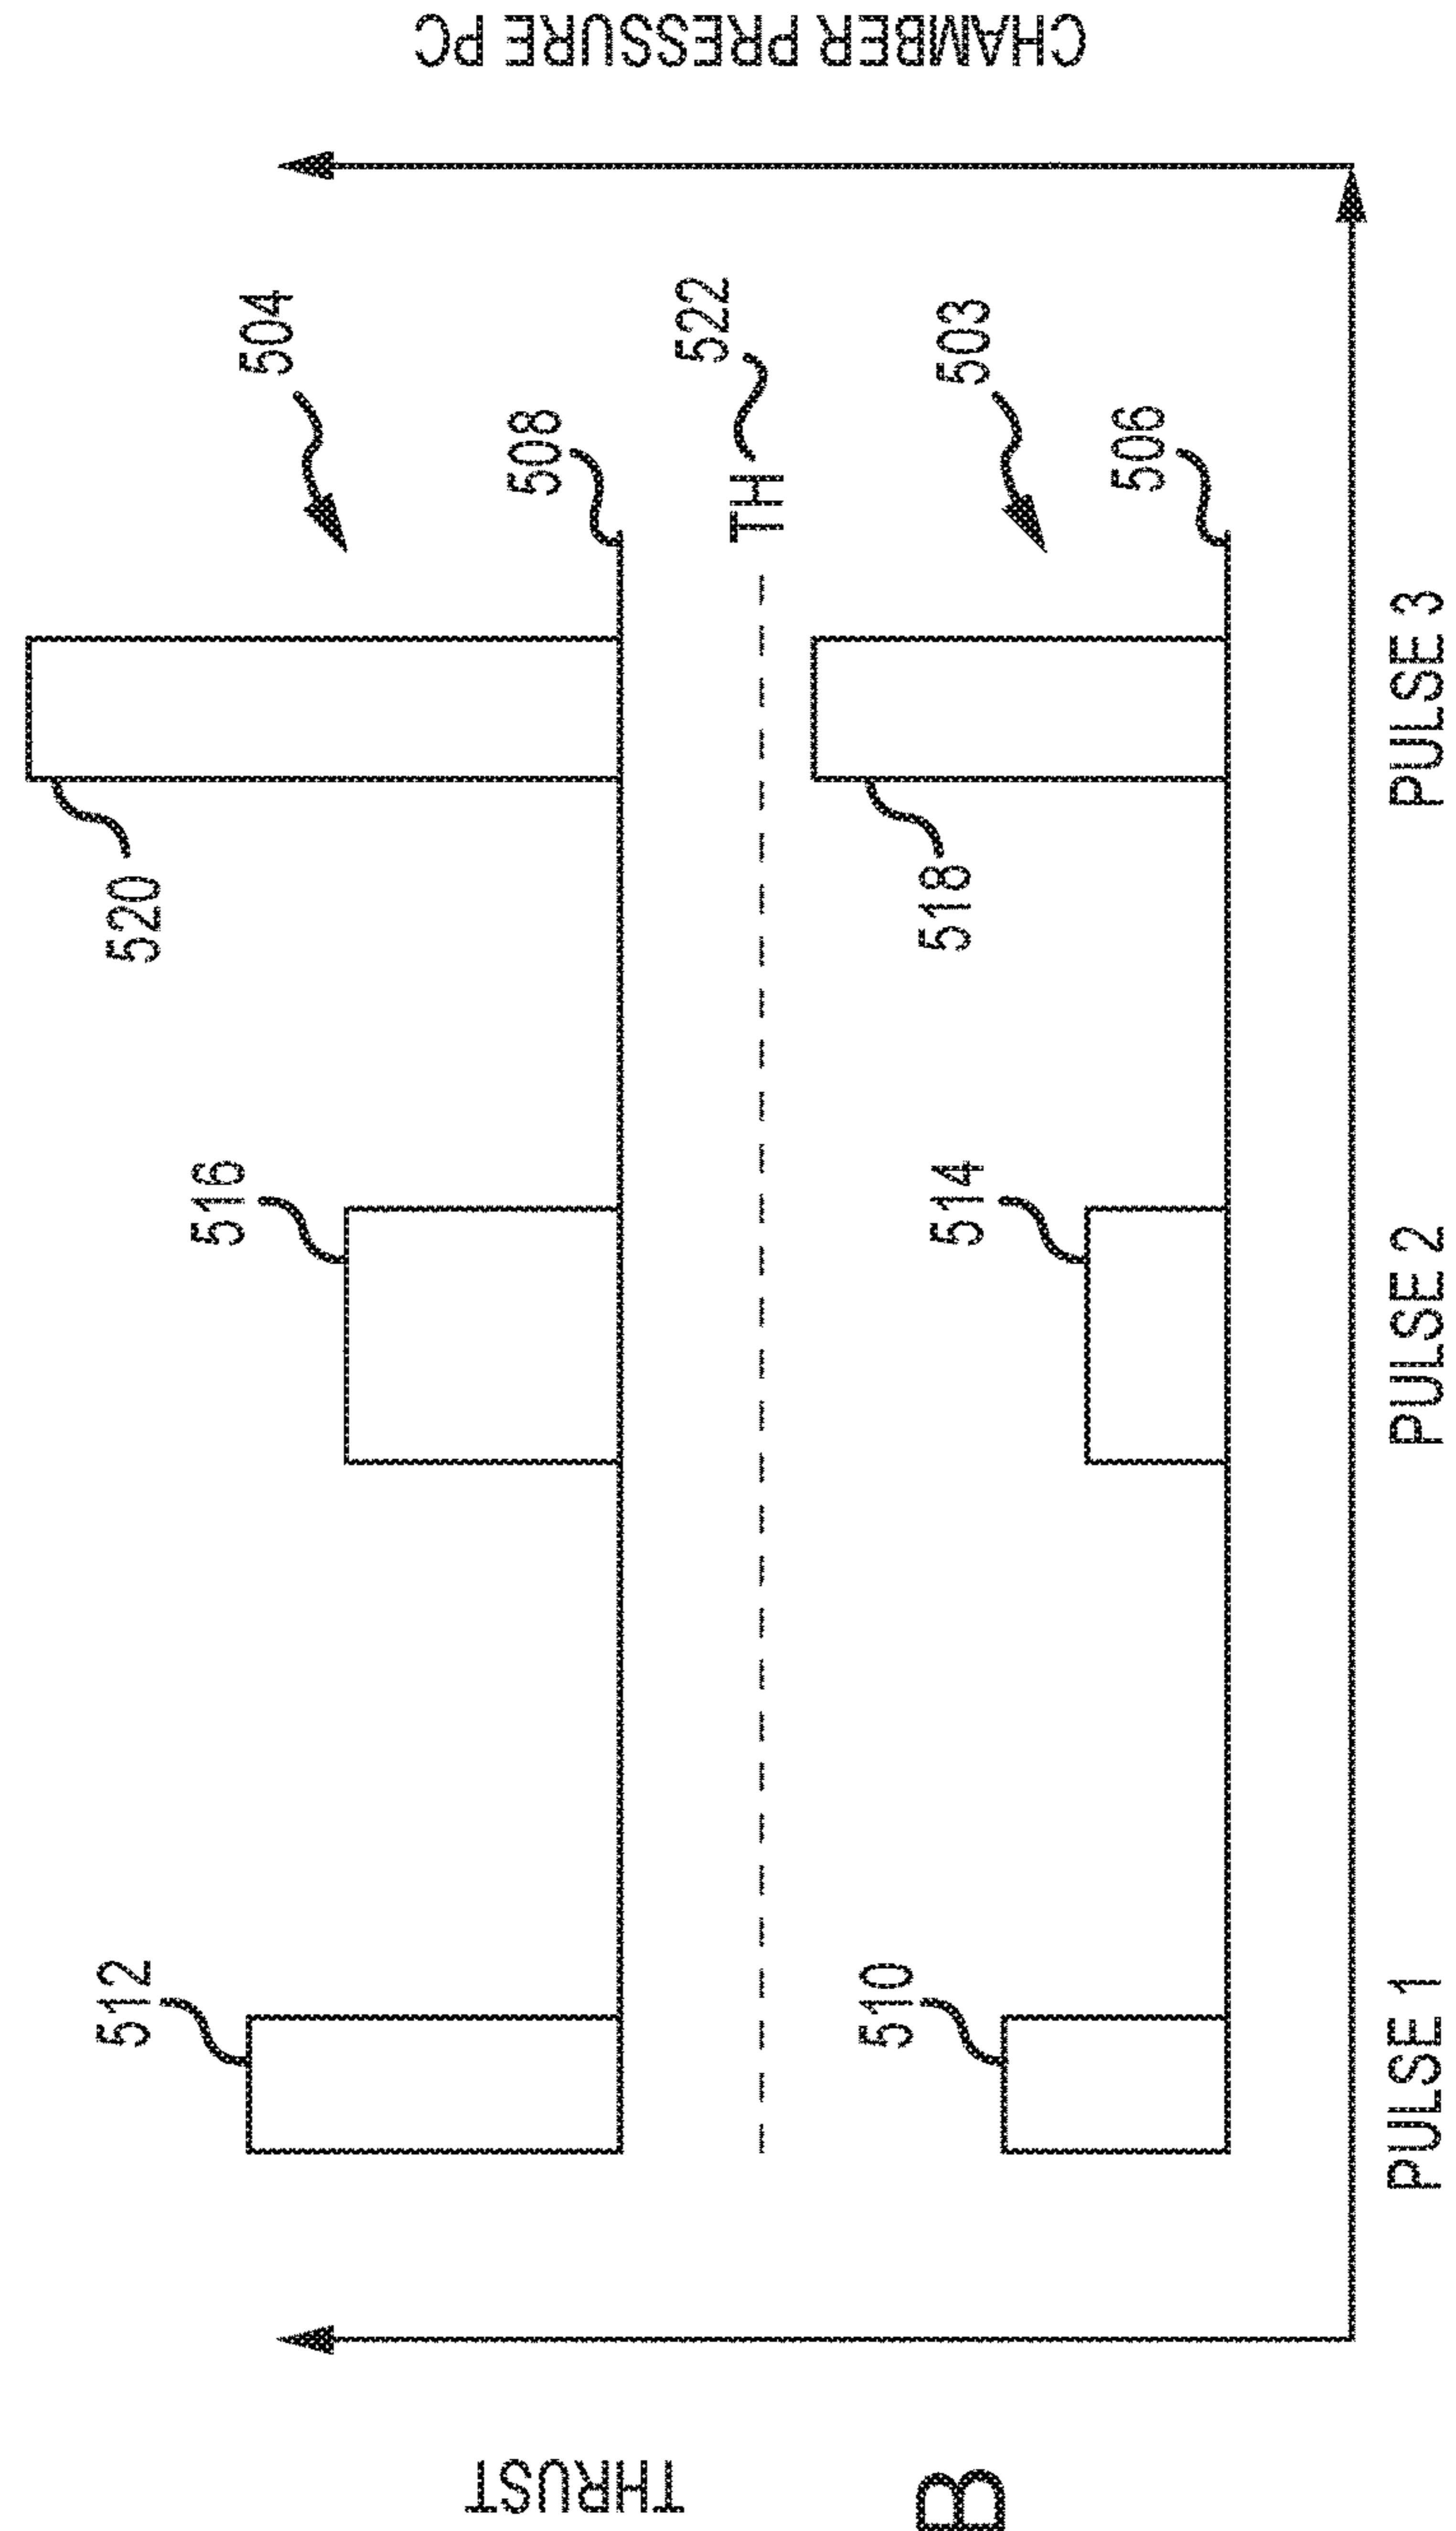 CHAMBER PRESSURE PC
504
508
TH 522
503
506
520
518
516
514
512
510
PULSE 1
PULSE 2
PULSE 3
THRUST
B